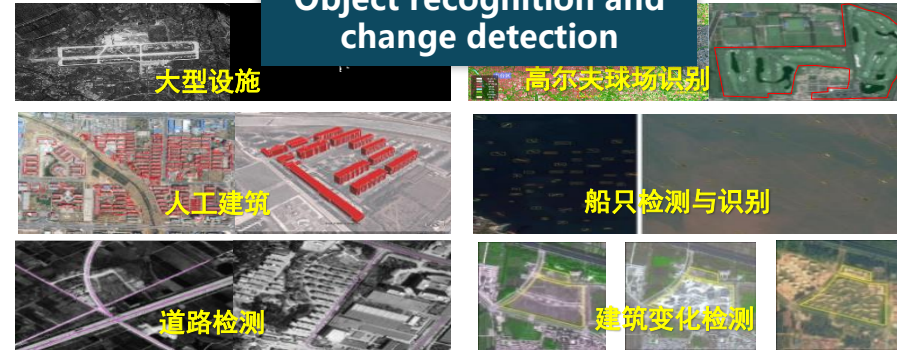 Object recognition and
change detection
大型设施
高尔夫球场识别
人工建筑
船只检测与识别
道路检测
建筑变化检测